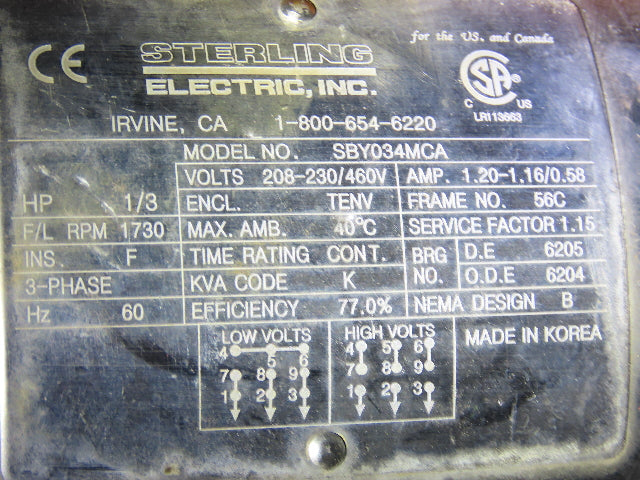 CE
STERLING
ELECTRIC, INC.
for the US. and Canada
CSA
C US
LR113663
IRVINE, CA 1-800-654-6220
MODEL NO. SBY034MCA
VOLTS 208-230/460V AMP. 1.20-1.16/0.58
HP 1/3 ENCL. TENV FRAME NO. 56C
F/L RPM 1730 MAX. AMB. 40°C SERVICE FACTOR 1.15
INS. F TIME RATING CONT. BRG NO. D.E 6205
3-PHASE KVA CODE K O.D.E 6204
Hz 60 EFFICIENCY 77.0% NEMA DESIGN B
LOW VOLTS HIGH VOLTS MADE IN KOREA
4 5 6 4 5 6
7 8 9 7 8 9
1 2 3 1 2 3